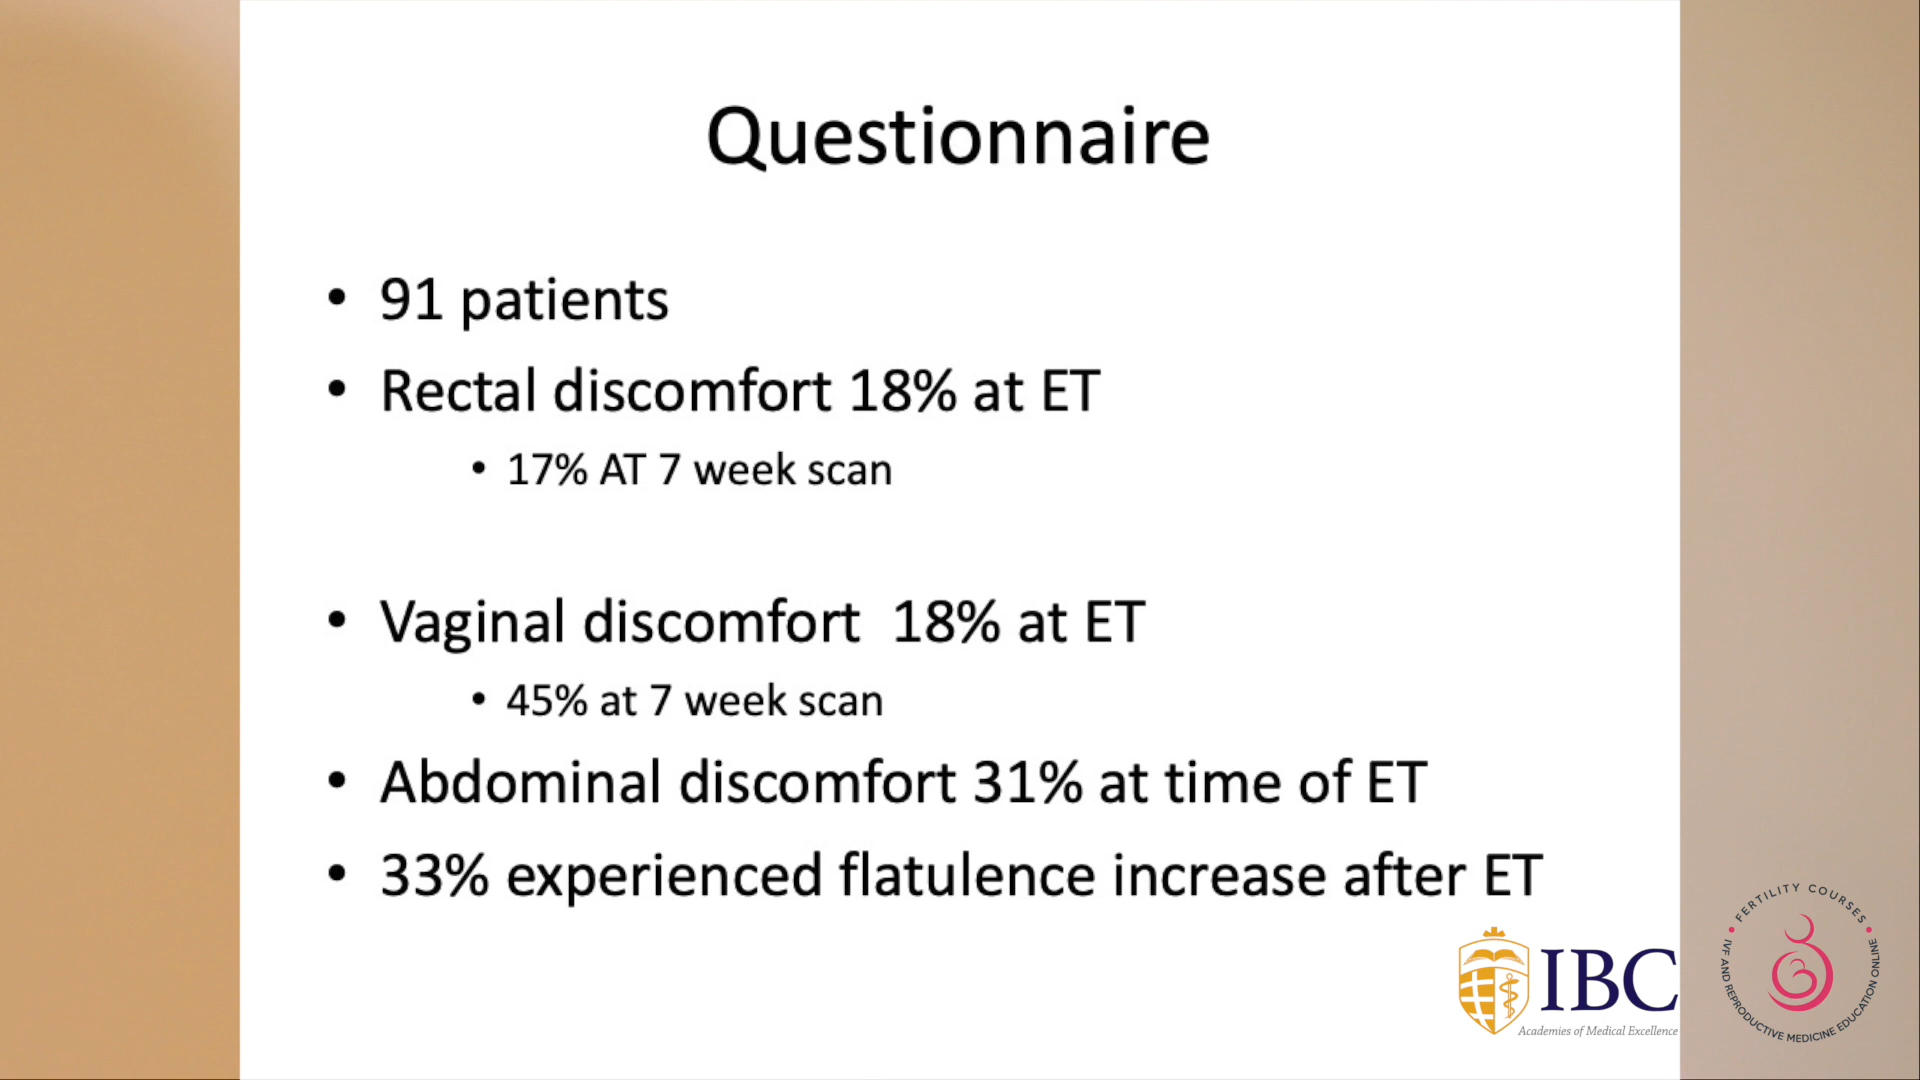 Questionnaire
• 91 patients
• Rectal discomfort 18% at ET
• 17% AT 7 week scan
• Vaginal discomfort  18% at ET
• 45% at 7 week scan
• Abdominal discomfort 31% at time of ET
• 33% experienced flatulence increase after ET
IBC
Academies of Medical Excellence
• FERTILITY COURSES •
IVF AND REPRODUCTIVE MEDICINE EDUCATION ONLINE